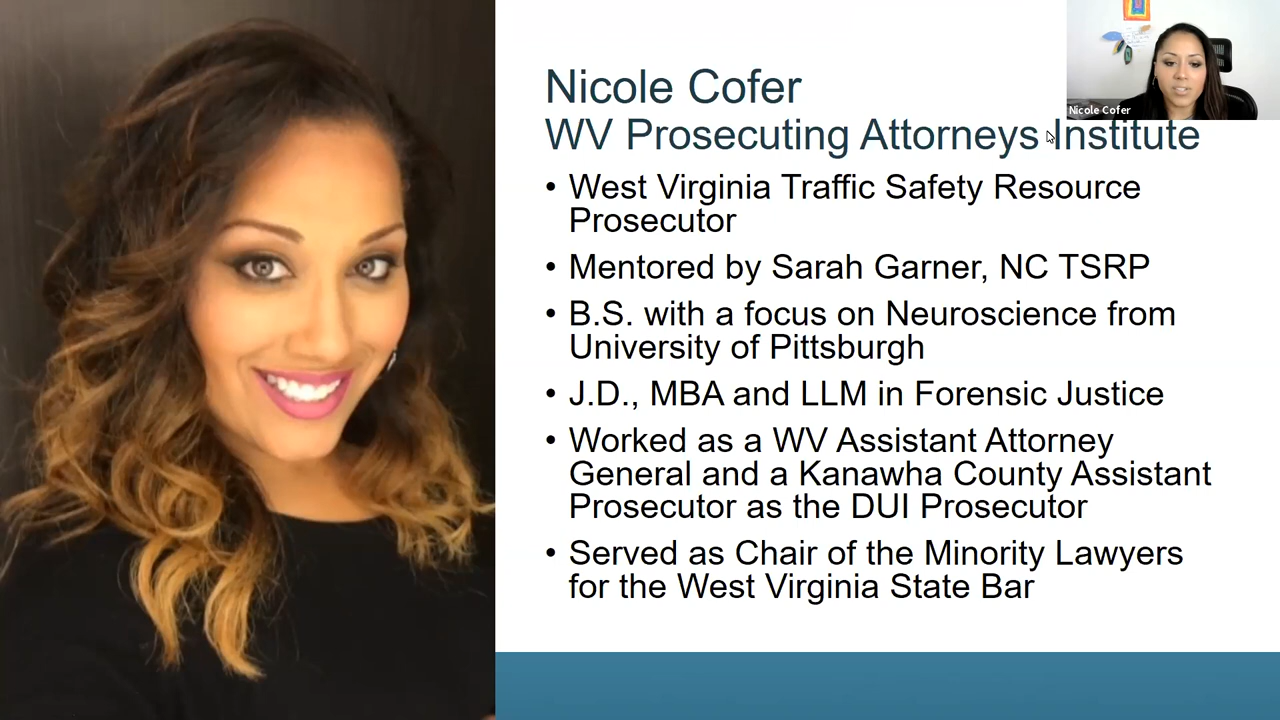 Nicole Cofer
Nicole Cofer
WV Prosecuting Attorneys Institute
• West Virginia Traffic Safety Resource
Prosecutor
• Mentored by Sarah Garner, NC TSRP
• B.S. with a focus on Neuroscience from
University of Pittsburgh
• J.D., MBA and LLM in Forensic Justice
• Worked as a WV Assistant Attorney
General and a Kanawha County Assistant
Prosecutor as the DUI Prosecutor
• Served as Chair of the Minority Lawyers
for the West Virginia State Bar